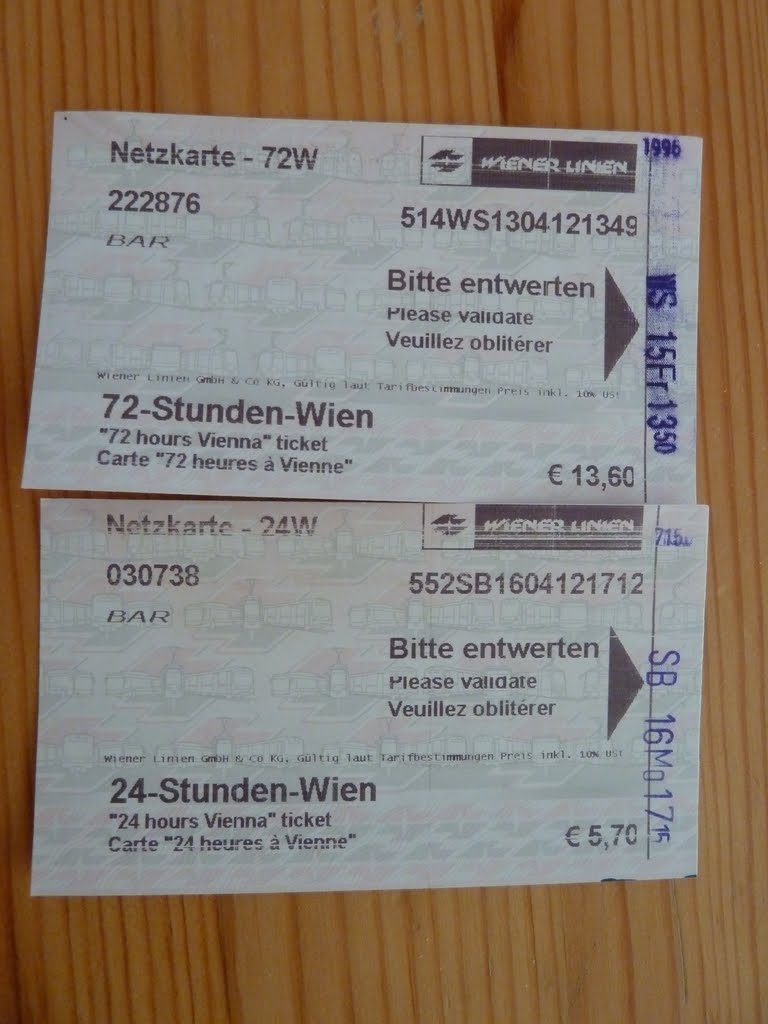 Netzkarte - 72W
WIENER LINIEN
1996
222876
514WS1304121349
BAR
Bitte entwerten
Please validate
Veuillez oblitérer
WS 15Fr1350
Wiener Linien GmbH & Co KG, Gültig laut Tarifbestimmungen Preis inkl. 10% USt
72-Stunden-Wien
"72 hours Vienna" ticket
Carte "72 heures à Vienne"
€ 13,60
Netzkarte - 24W
WIENER LINIEN
030738
552SB1604121712
BAR
Bitte entwerten
Please validate
Veuillez oblitérer
SB 16Mo1715
Wiener Linien GmbH & Co KG, Gültig laut Tarifbestimmungen Preis inkl. 10% USt
24-Stunden-Wien
"24 hours Vienna" ticket
Carte "24 heures à Vienne"
€ 5,70